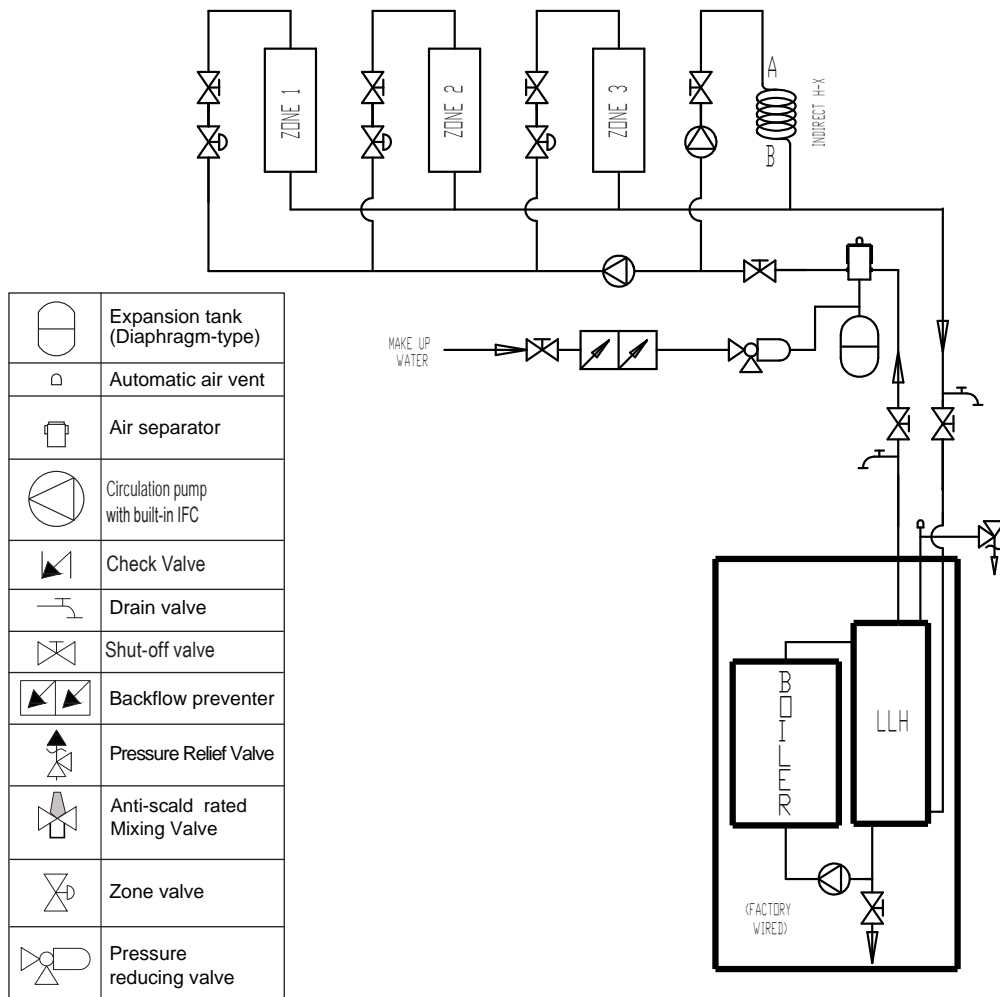 ZONE 1
ZONE 2
ZONE 3
A
B
INDIRECT H-X
MAKE UP
WATER
Expansion tank
(Diaphragm-type)
Automatic air vent
Air separator
Circulation pump
with built-in IFC
Check Valve
Drain valve
Shut-off valve
Backflow preventer
Pressure Relief Valve
Anti-scald rated
Mixing Valve
Zone valve
Pressure
reducing valve
BOILER
LLH
(FACTORY
WIRED)